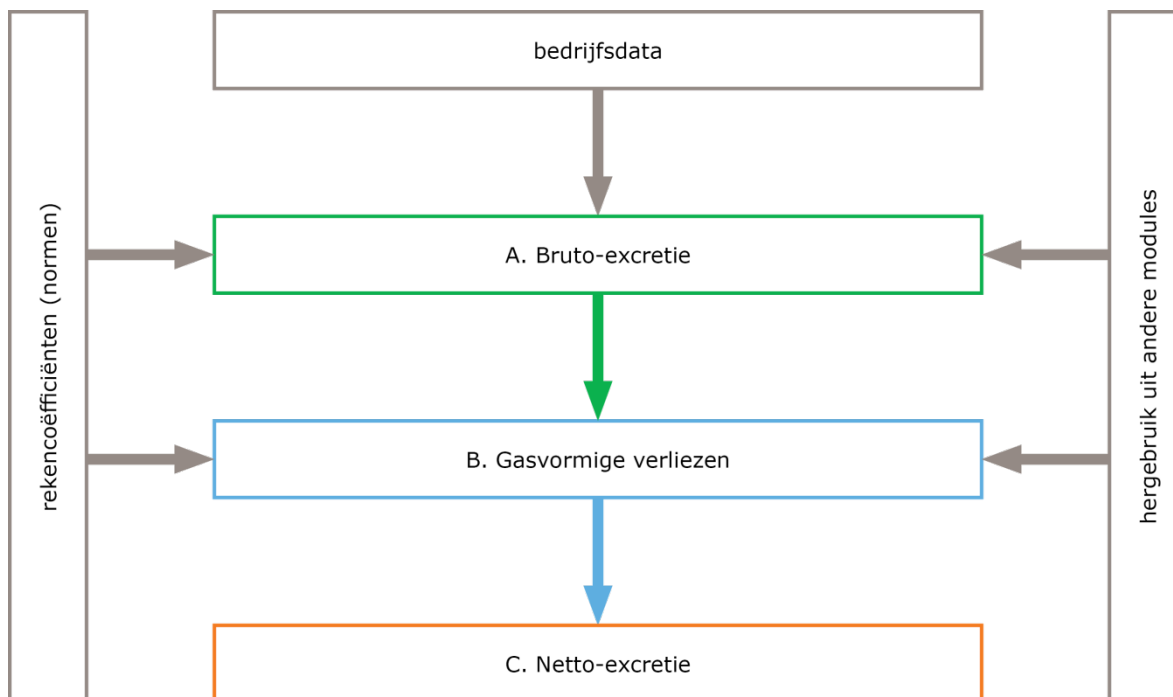 bedrijfsdata
rekencoëfficiënten (normen)
A. Bruto-excretie
hergebruik uit andere modules
B. Gasvormige verliezen
C. Netto-excretie